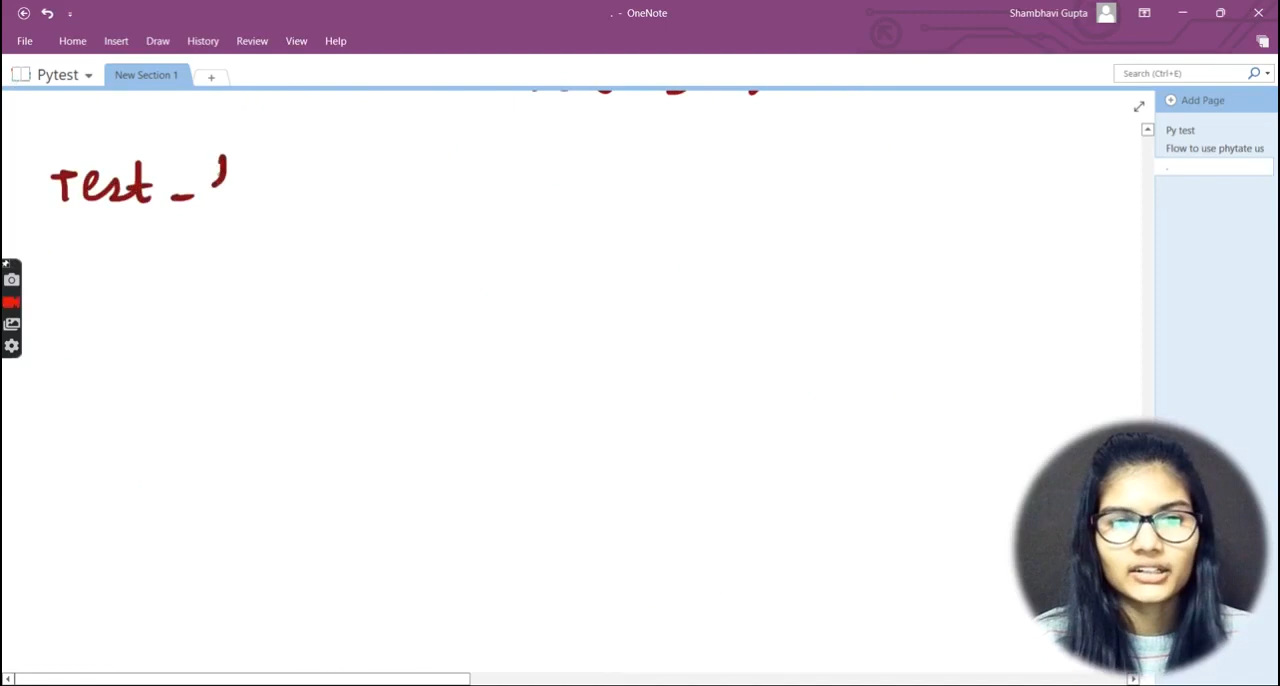 . - OneNote
Shambhavi Gupta
File Home Insert Draw History Review View Help
Pytest New Section 1 +
Search (Ctrl+E)
Add Page
Py test
Flow to use phytate us
.
Test _